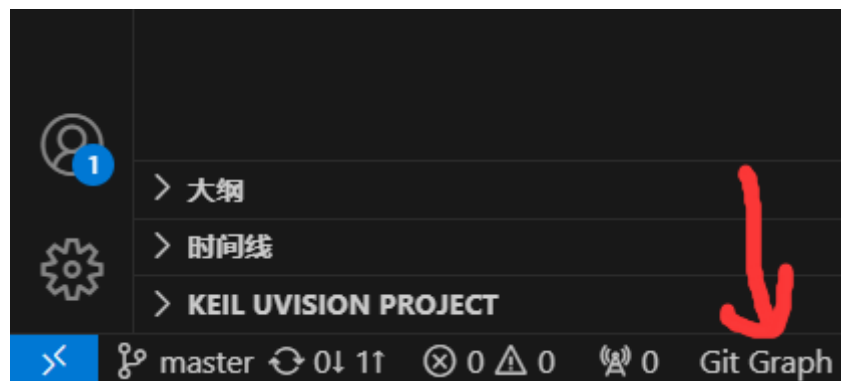 1
大纲
时间线
KEIL UVISION PROJECT
master 0↓ 1↑ 0 0 0 Git Graph